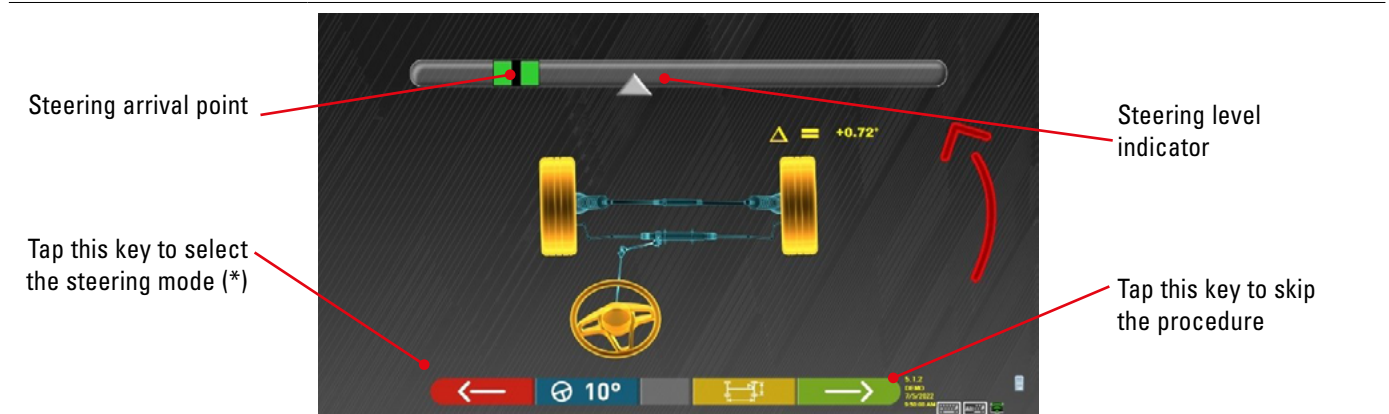 Steering arrival point
Steering level
indicator
+0.72°
Tap this key to select
the steering mode (*)
Tap this key to skip
the procedure
10°
5.1.2
DEMO
7/5/2022